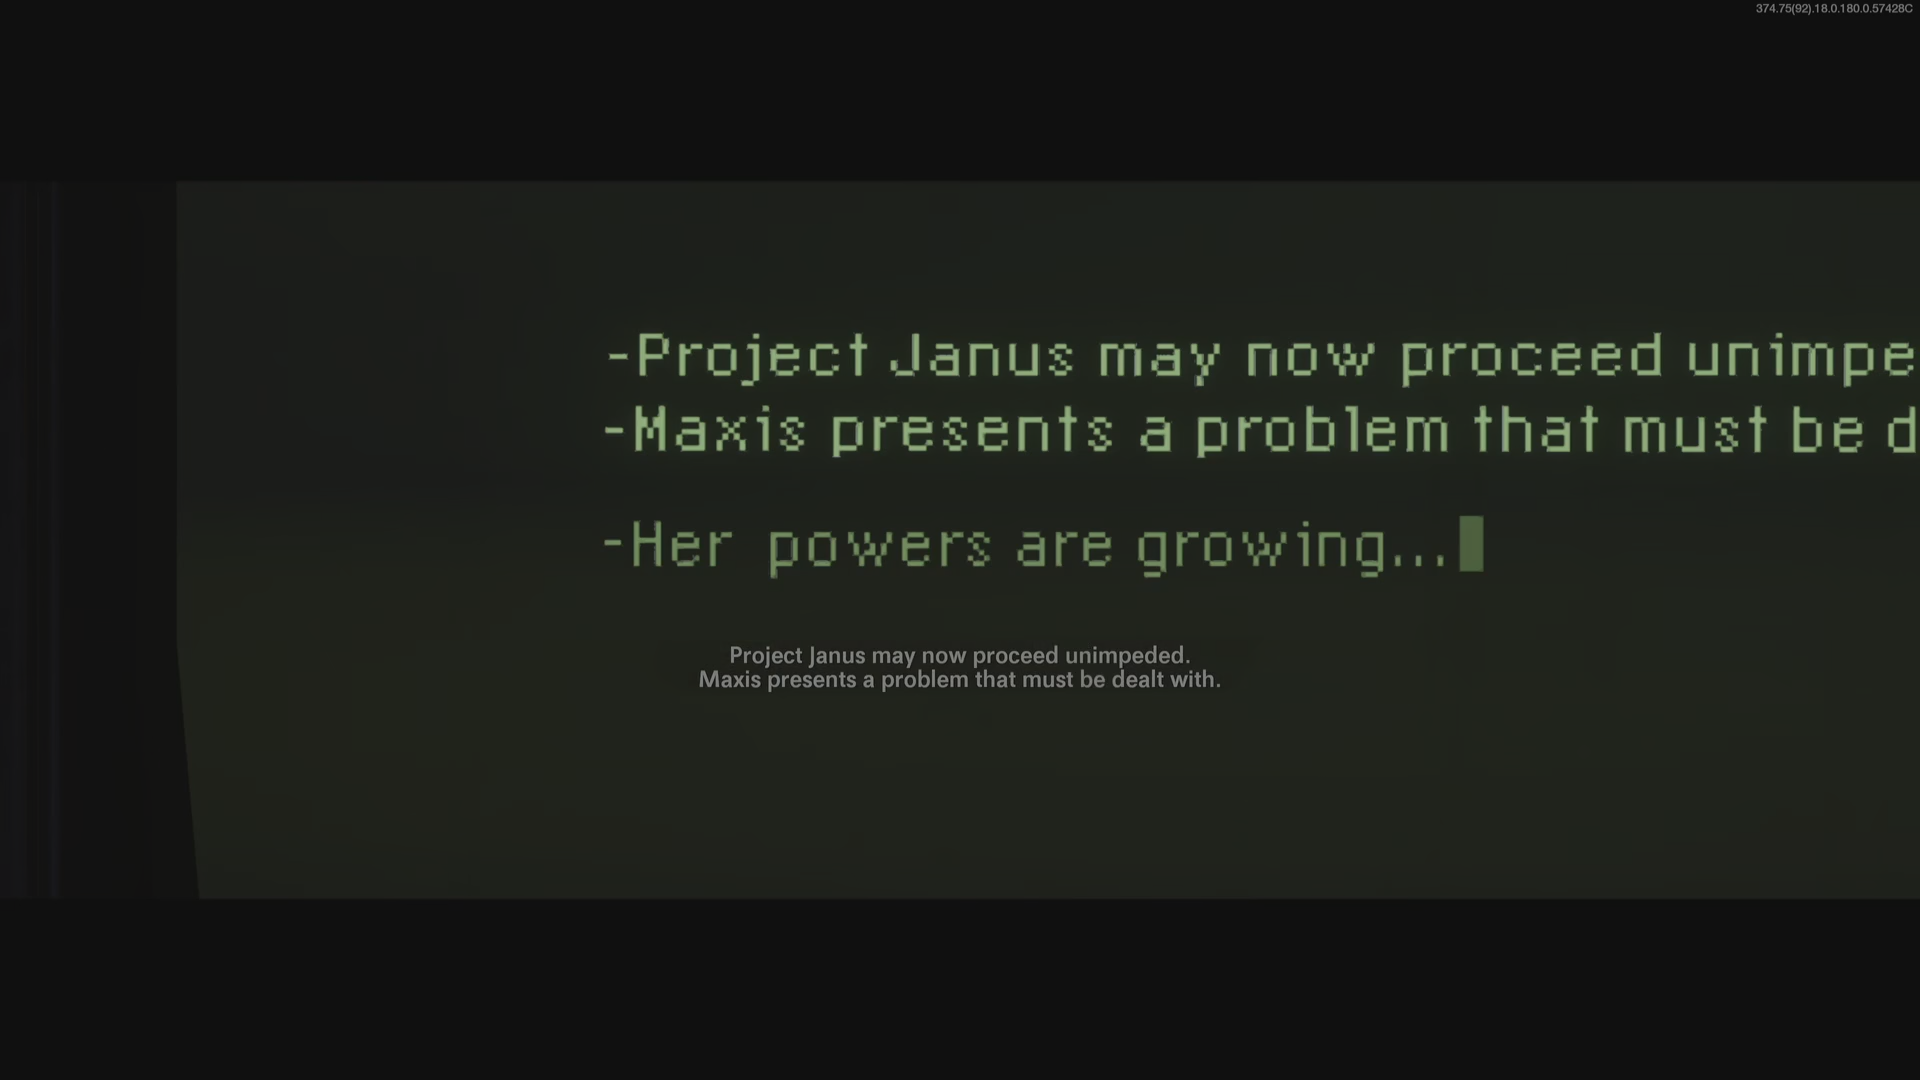 374.75(92).18.0.180.0.57428C
-Project Janus may now proceed unimpe
-Maxis presents a problem that must be d
-Her powers are growing...
Project Janus may now proceed unimpeded.
Maxis presents a problem that must be dealt with.